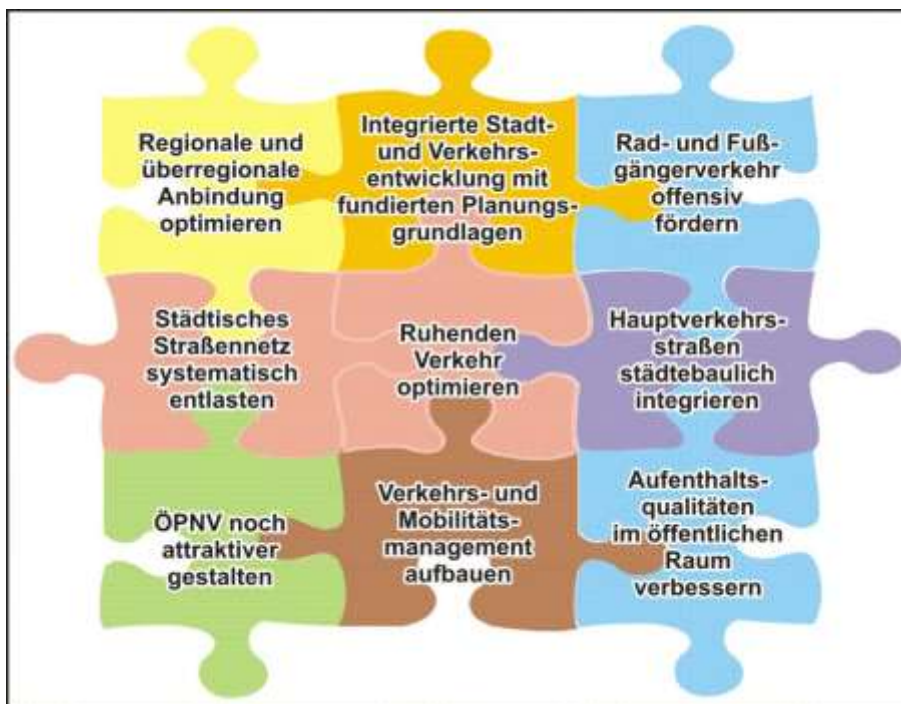 Regionale und
überregionale
Anbindung
optimieren
Integrierte Stadt-
und Verkehrs-
entwicklung mit
fundierten Planungs-
grundlagen
Rad- und Fuß-
gängerverkehr
offensiv
fördern
Städtisches
Straßennetz
systematisch
entlasten
Ruhenden
Verkehr
optimieren
Hauptverkehrs-
straßen
städtebaulich
integrieren
ÖPNV noch
attraktiver
gestalten
Verkehrs- und
Mobilitäts-
management
aufbauen
Aufenthalts-
qualitäten
im öffentlichen
Raum
verbessern